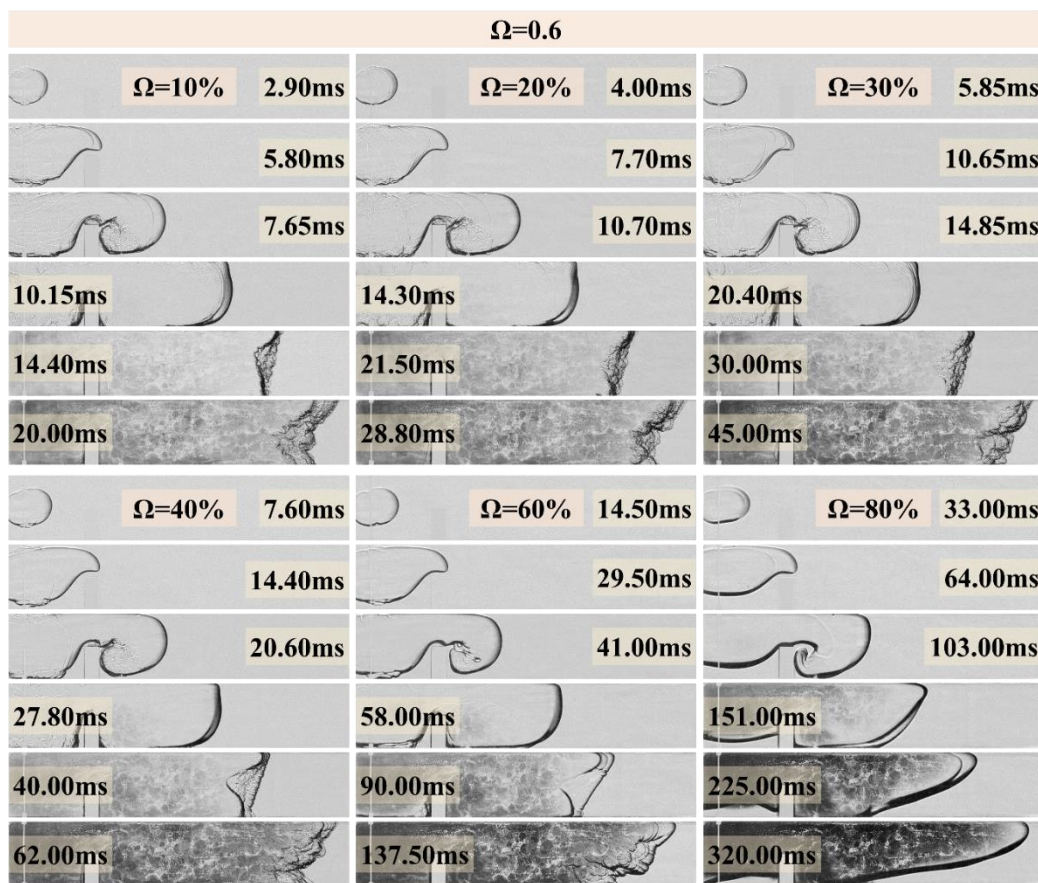 Ω=0.6
Ω=10% 2.90ms Ω=20% 4.00ms Ω=30% 5.85ms
5.80ms 7.70ms 10.65ms
7.65ms 10.70ms 14.85ms
10.15ms 14.30ms 20.40ms
14.40ms 21.50ms 30.00ms
20.00ms 28.80ms 45.00ms
Ω=40% 7.60ms Ω=60% 14.50ms Ω=80% 33.00ms
14.40ms 29.50ms 64.00ms
20.60ms 41.00ms 103.00ms
27.80ms 58.00ms 151.00ms
40.00ms 90.00ms 225.00ms
62.00ms 137.50ms 320.00ms